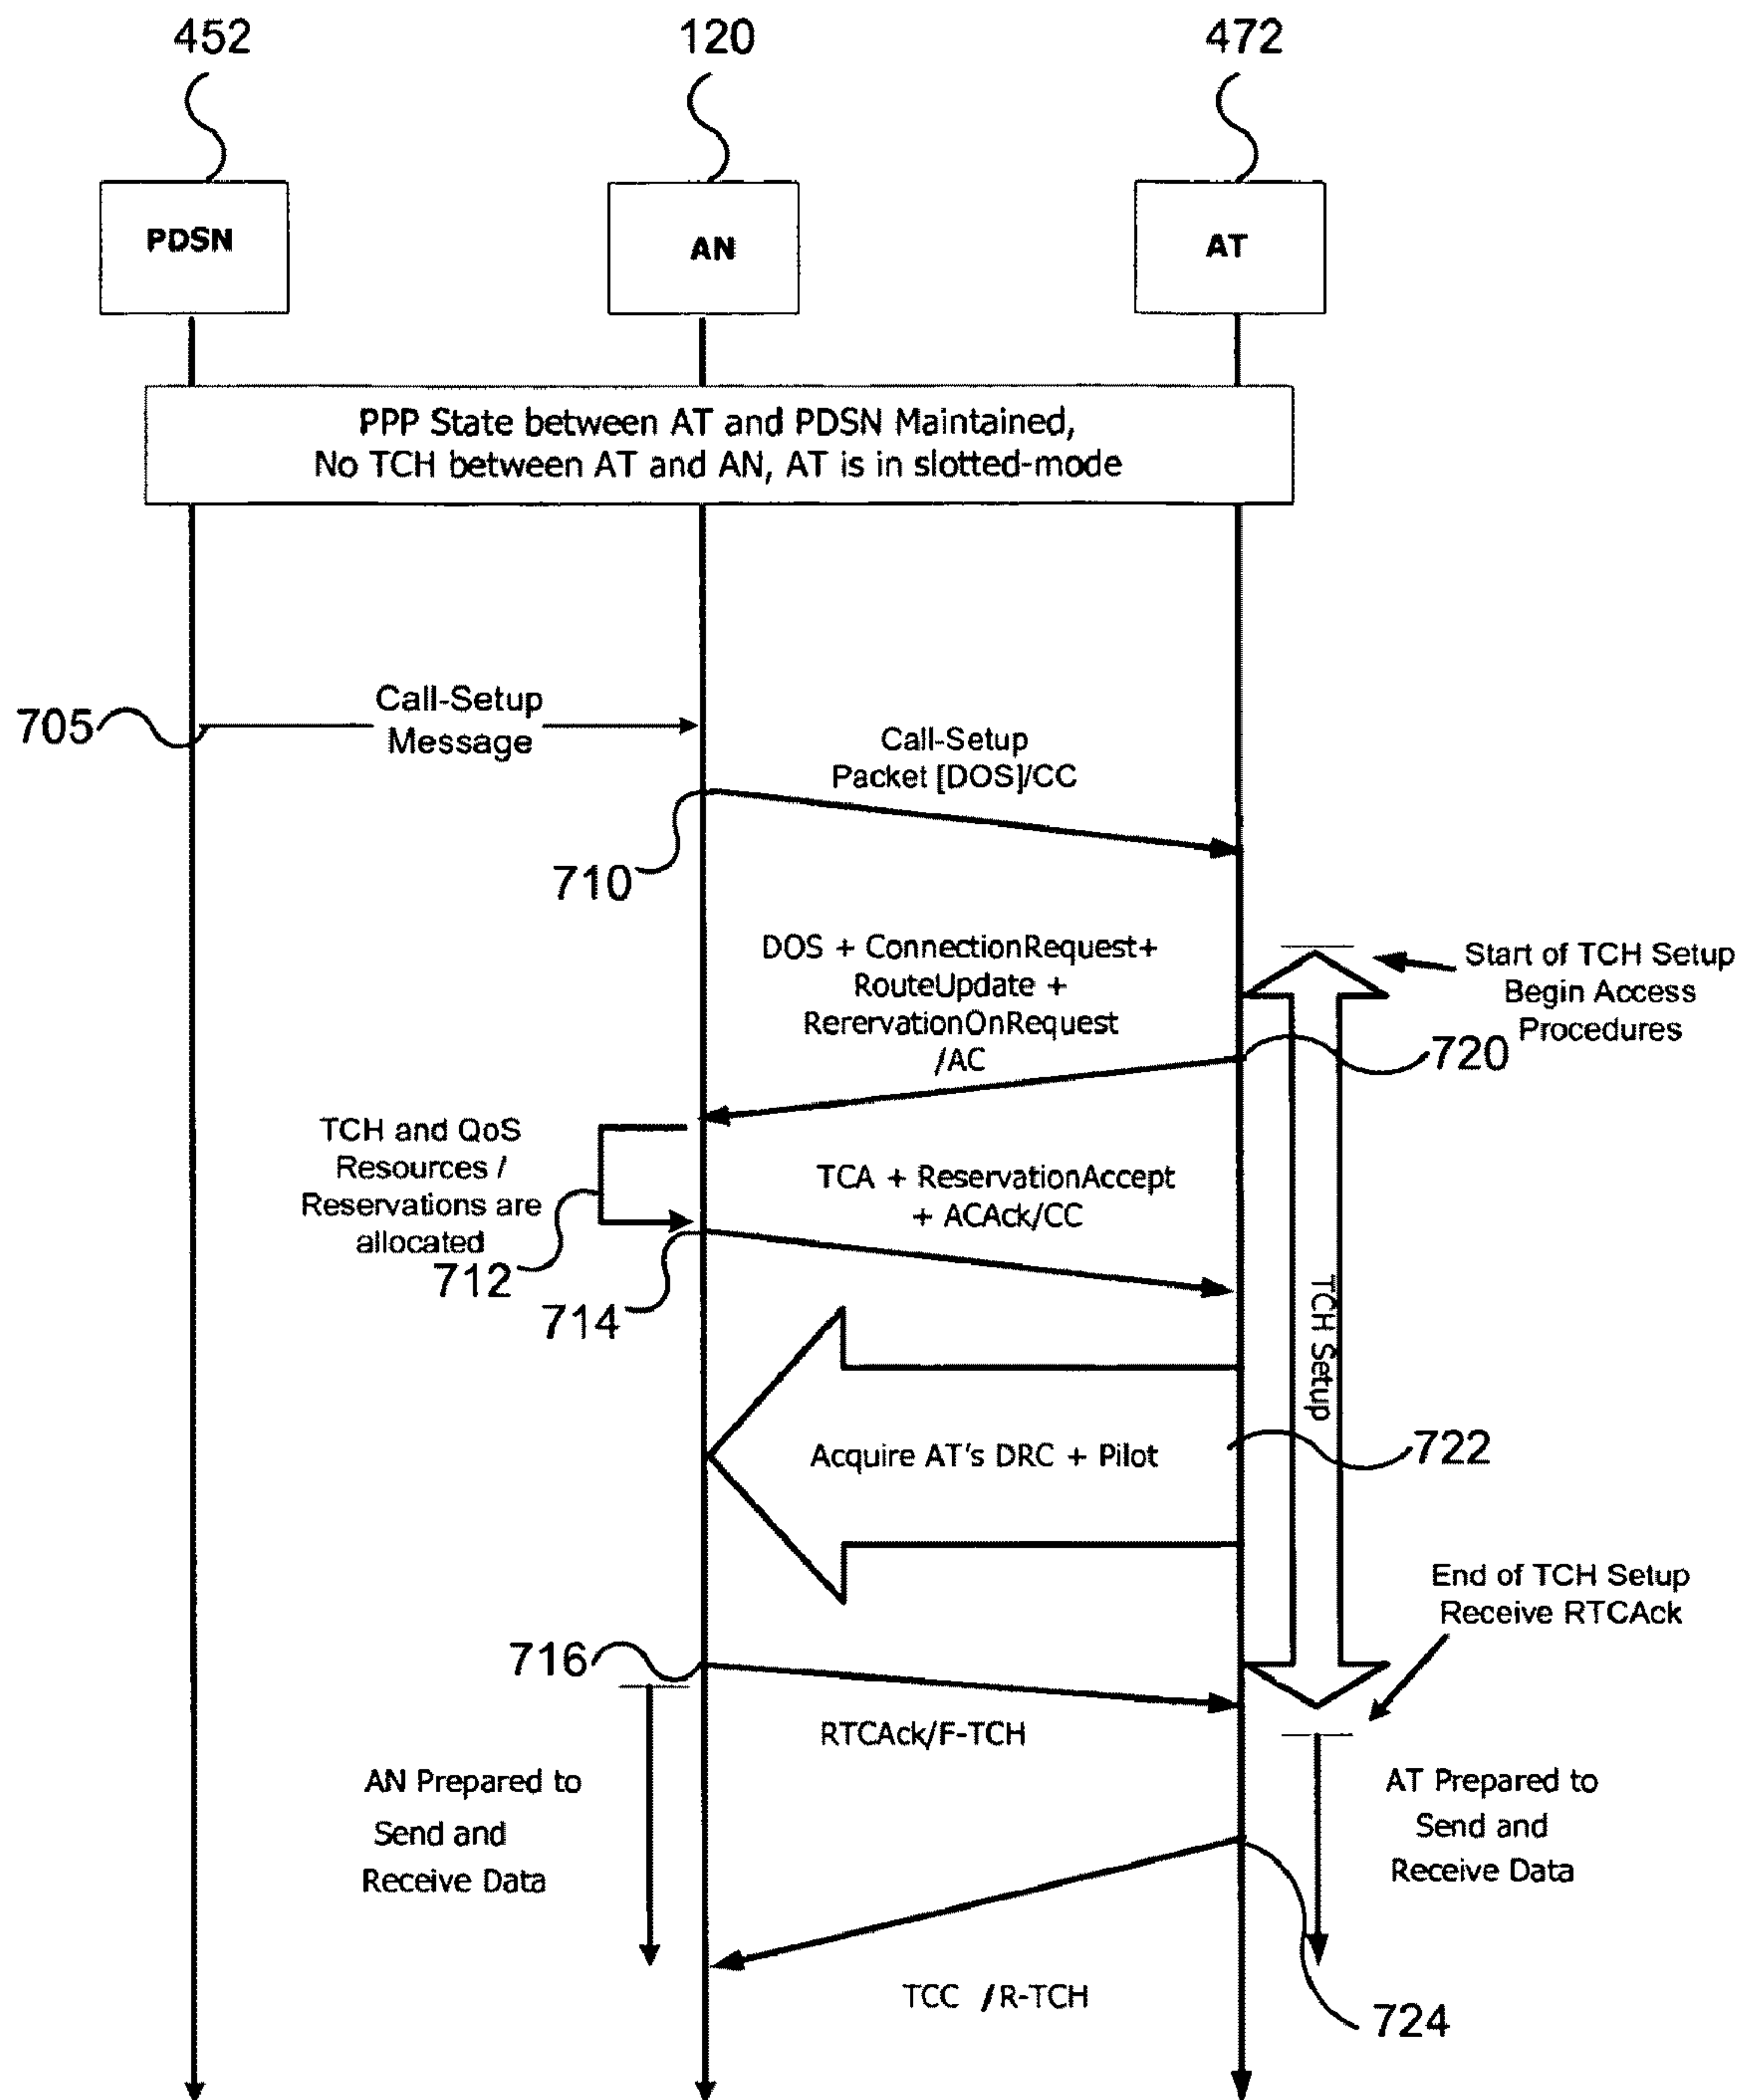 452
120
472
PDSN
AN
AT
PPP State between AT and PDSN Maintained,
No TCH between AT and AN, AT is in slotted-mode
705
Call-Setup
Message
Call-Setup
Packet [DOS]/CC
710
DOS + ConnectionRequest+
RouteUpdate +
RerervationOnRequest
/AC
Start of TCH Setup
Begin Access
Procedures
720
TCH and QoS
Resources /
Reservations are
allocated
712
TCA + ReservationAccept
+ ACAck/CC
714
TCH Setup
Acquire AT's DRC + Pilot
722
End of TCH Setup
Receive RTCAck
716
RTCAck/F-TCH
AN Prepared to
Send and
Receive Data
AT Prepared to
Send and
Receive Data
TCC /R-TCH
724